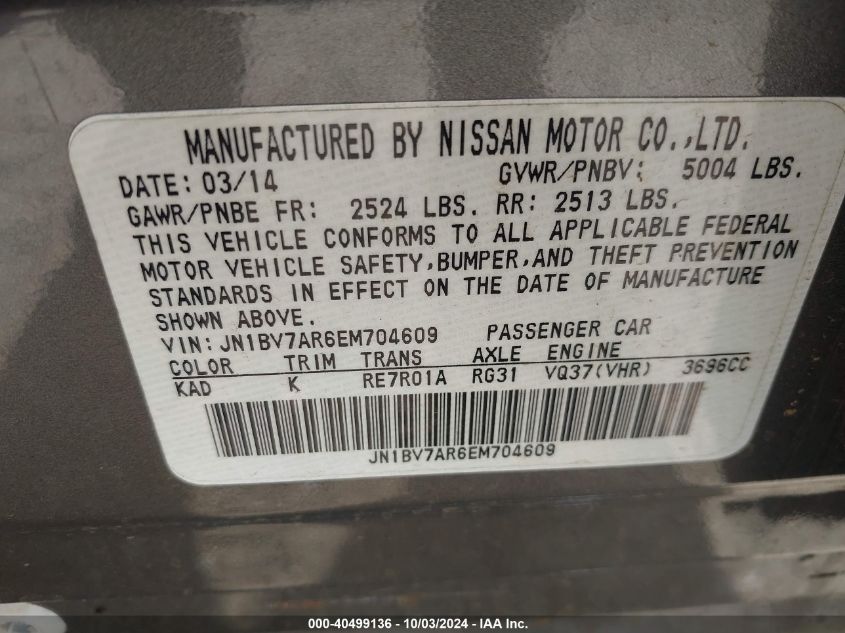 MANUFACTURED BY NISSAN MOTOR CO.,LTD.
DATE: 03/14 GVWR/PNBV: 5004 LBS.
GAWR/PNBE FR: 2524 LBS. RR: 2513 LBS.
THIS VEHICLE CONFORMS TO ALL APPLICABLE FEDERAL
MOTOR VEHICLE SAFETY,BUMPER,AND THEFT PREVENTION
STANDARDS IN EFFECT ON THE DATE OF MANUFACTURE
SHOWN ABOVE.
VIN: JN1BV7AR6EM704609 PASSENGER CAR
COLOR TRIM TRANS AXLE ENGINE
KAD K RE7R01A RG31 VQ37(VHR) 3696CC
JN1BV7AR6EM704609
000-40499136 - 10/03/2024 - IAA Inc.